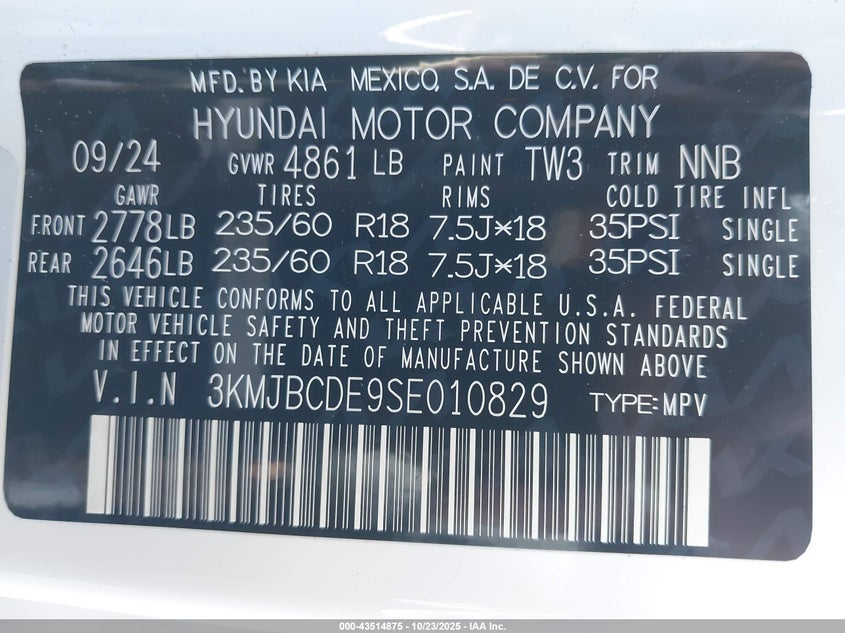 MFD. BY KIA MEXICO, S.A. DE C.V. FOR
HYUNDAI MOTOR COMPANY
09/24 GVWR 4861 LB PAINT TW3 TRIM NNB
GAWR TIRES RIMS COLD TIRE INFL
FRONT 2778LB 235/60 R18 7.5J*18 35PSI SINGLE
REAR 2646LB 235/60 R18 7.5J*18 35PSI SINGLE
THIS VEHICLE CONFORMS TO ALL APPLICABLE U.S.A. FEDERAL
MOTOR VEHICLE SAFETY AND THEFT PREVENTION STANDARDS
IN EFFECT ON THE DATE OF MANUFACTURE SHOWN ABOVE
V.I.N 3KMJBCDE9SE010829 TYPE:MPV
000-43514875 - 10/23/2025 - IAA Inc.